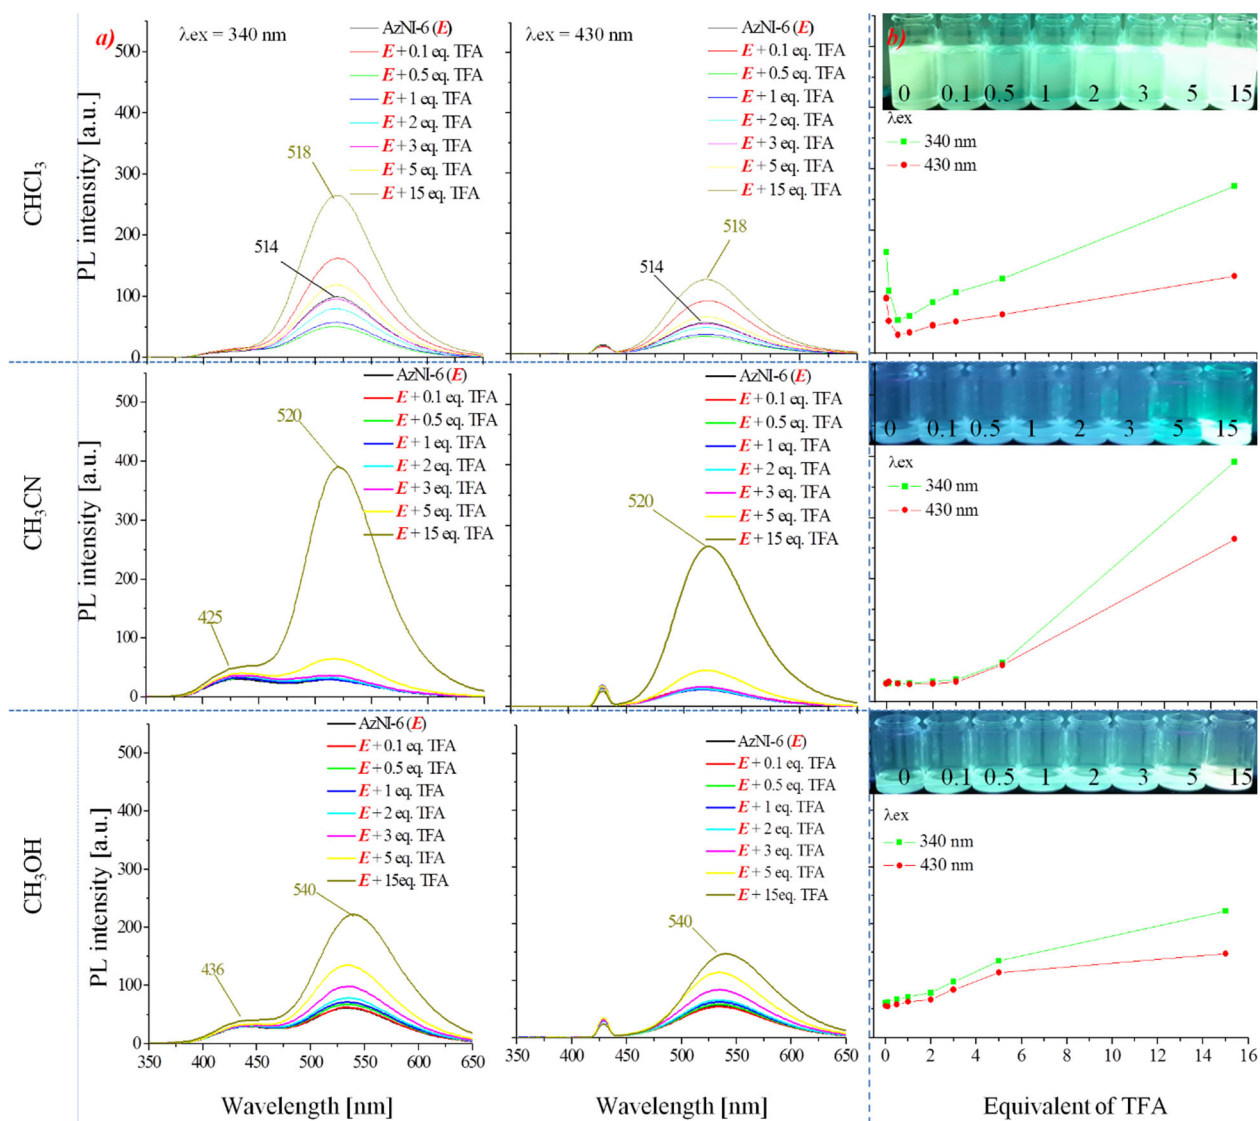 a)
λex = 340 nm
AzNI-6 (E)
E + 0.1 eq. TFA
E + 0.5 eq. TFA
E + 1 eq. TFA
E + 2 eq. TFA
E + 3 eq. TFA
E + 5 eq. TFA
E + 15 eq. TFA
518
514
500
400
300
200
100
0
PL intensity [a.u.]
CHCl3
λex = 430 nm
AzNI-6 (E)
E + 0.1 eq. TFA
E + 0.5 eq. TFA
E + 1 eq. TFA
E + 2 eq. TFA
E + 3 eq. TFA
E + 5 eq. TFA
E + 15 eq. TFA
518
514
b)
0 0.1 0.5 1 2 3 5 15
λex
340 nm
430 nm
CH3CN
PL intensity [a.u.]
500
400
300
200
100
0
AzNI-6 (E)
E + 0.1 eq. TFA
E + 0.5 eq. TFA
E + 1 eq. TFA
E + 2 eq. TFA
E + 3 eq. TFA
E + 5 eq. TFA
E + 15 eq. TFA
520
425
AzNI-6 (E)
E + 0.1 eq. TFA
E + 0.5 eq. TFA
E + 1 eq. TFA
E + 2 eq. TFA
E + 3 eq. TFA
E + 5 eq. TFA
E + 15 eq. TFA
520
0 0.1 0.5 1 2 3 5 15
λex
340 nm
430 nm
CH3OH
PL intensity [a.u.]
500
400
300
200
100
0
AzNI-6 (E)
E + 0.1 eq. TFA
E + 0.5 eq. TFA
E + 1 eq. TFA
E + 2 eq. TFA
E + 3 eq. TFA
E + 5 eq. TFA
E + 15eq. TFA
540
436
350 400 450 500 550 600 650
Wavelength [nm]
AzNI-6 (E)
E + 0.1 eq. TFA
E + 0.5 eq. TFA
E + 1 eq. TFA
E + 2 eq. TFA
E + 3 eq. TFA
E + 5 eq. TFA
E + 15eq. TFA
540
350 400 450 500 550 600 650
Wavelength [nm]
0 0.1 0.5 1 2 3 5 15
λex
340 nm
430 nm
0 2 4 6 8 10 12 14 16
Equivalent of TFA